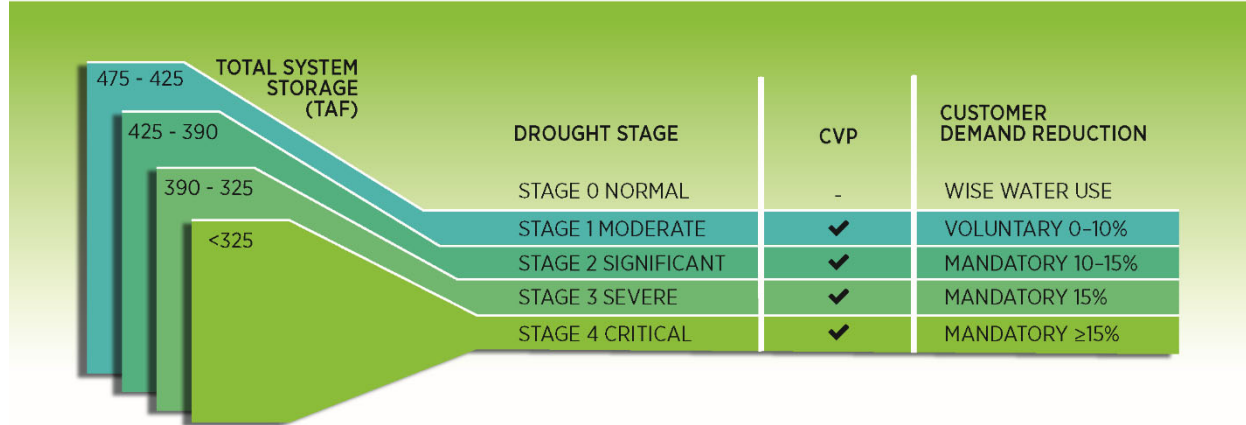 475 - 425
TOTAL SYSTEM
STORAGE
(TAF)
425 - 390
390 - 325
<325
DROUGHT STAGE
CVP
CUSTOMER
DEMAND REDUCTION
STAGE 0 NORMAL - WISE WATER USE
STAGE 1 MODERATE ✔ VOLUNTARY 0–10%
STAGE 2 SIGNIFICANT ✔ MANDATORY 10–15%
STAGE 3 SEVERE ✔ MANDATORY 15%
STAGE 4 CRITICAL ✔ MANDATORY ≥15%